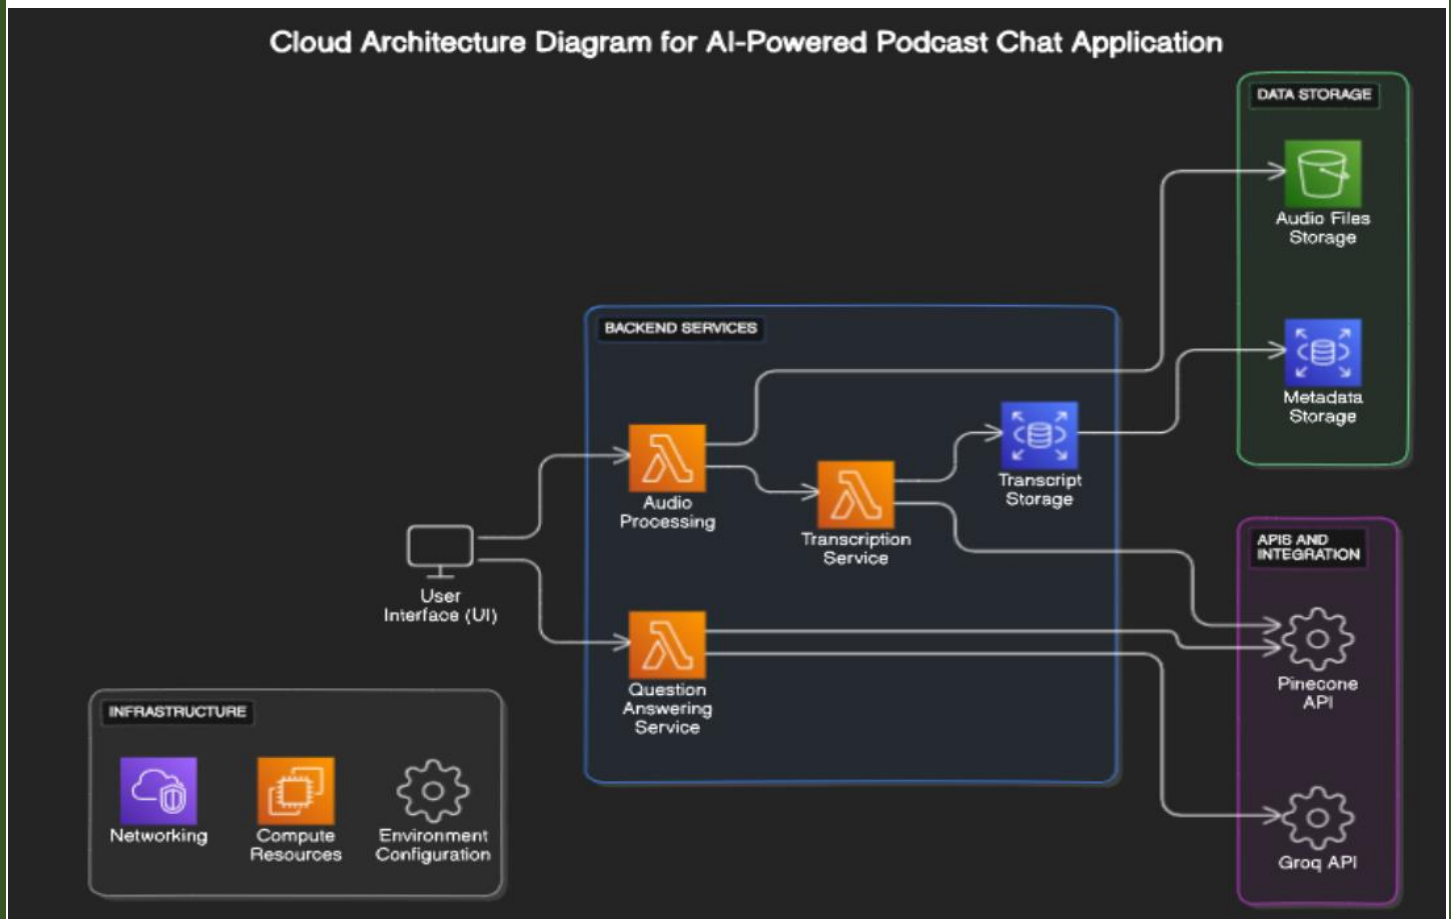 Cloud Architecture Diagram for AI-Powered Podcast Chat Application
DATA STORAGE
Audio Files
Storage
Metadata
Storage
BACKEND SERVICES
Audio
Processing
Transcription
Service
Transcript
Storage
Question
Answering
Service
User
Interface (UI)
APIS AND
INTEGRATION
Pinecone
API
Groq API
INFRASTRUCTURE
Networking
Compute
Resources
Environment
Configuration